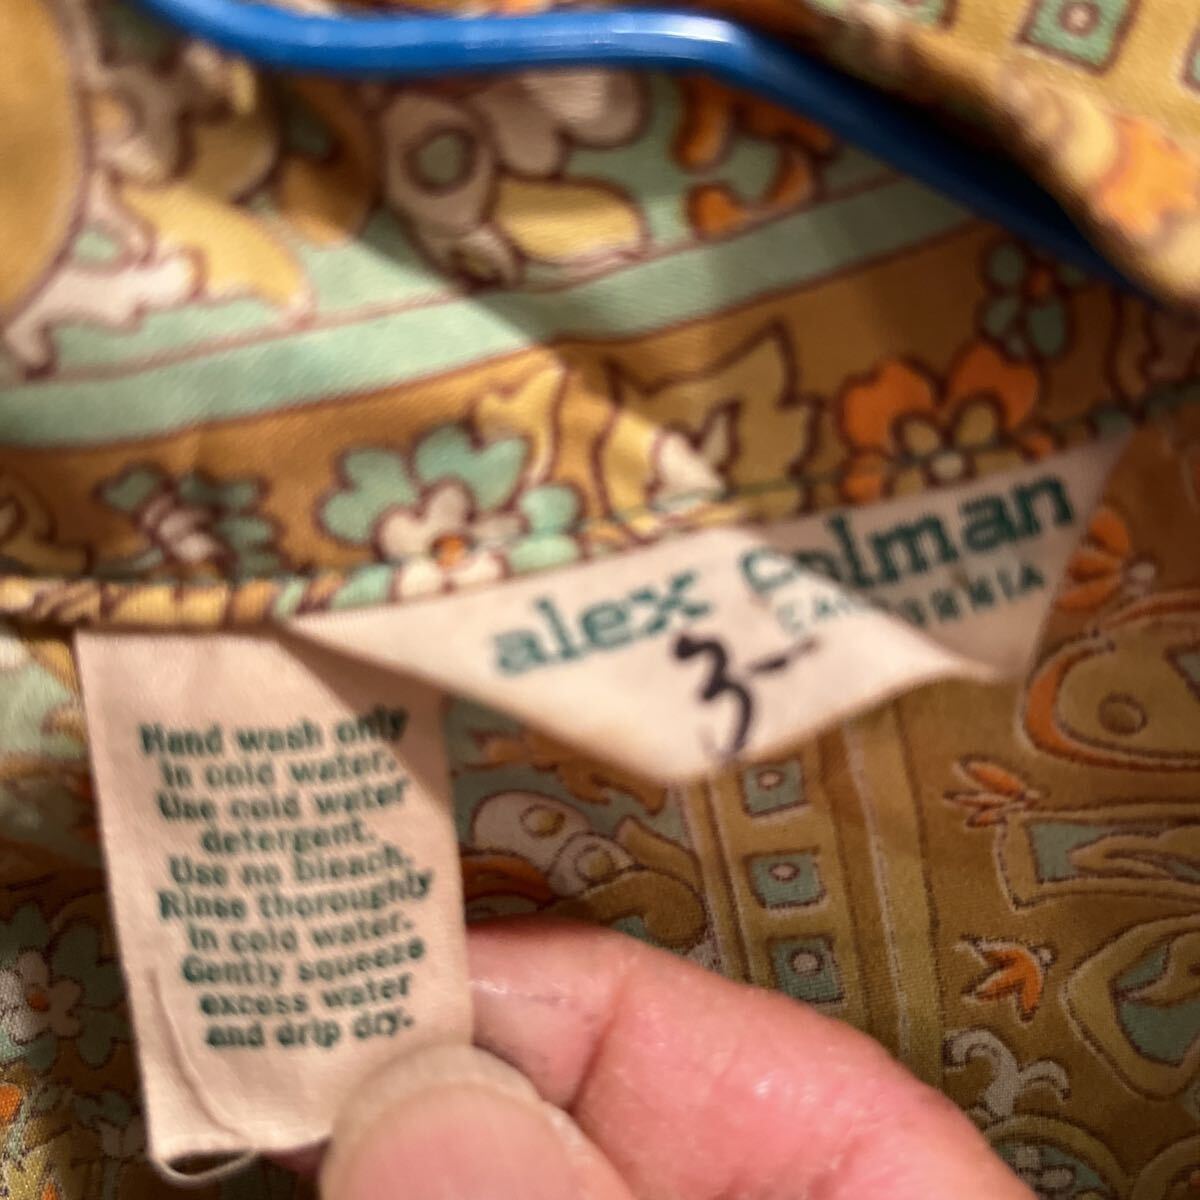 alex colman
CALIFORNIA
3-
Hand wash only
in cold water.
Use cold water
detergent.
Use no bleach.
Rinse thoroughly
in cold water.
Gently squeeze
excess water
and drip dry.